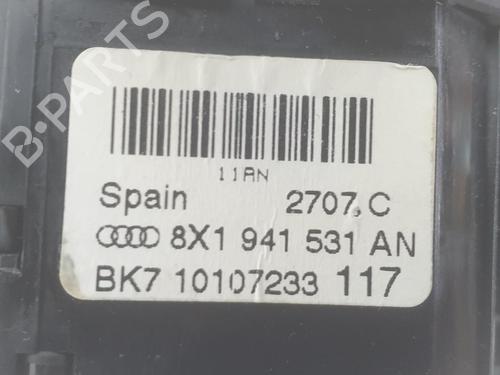 B-PARTS
11AN
Spain 2707.C
8X1 941 531 AN
BK7 10107233 117